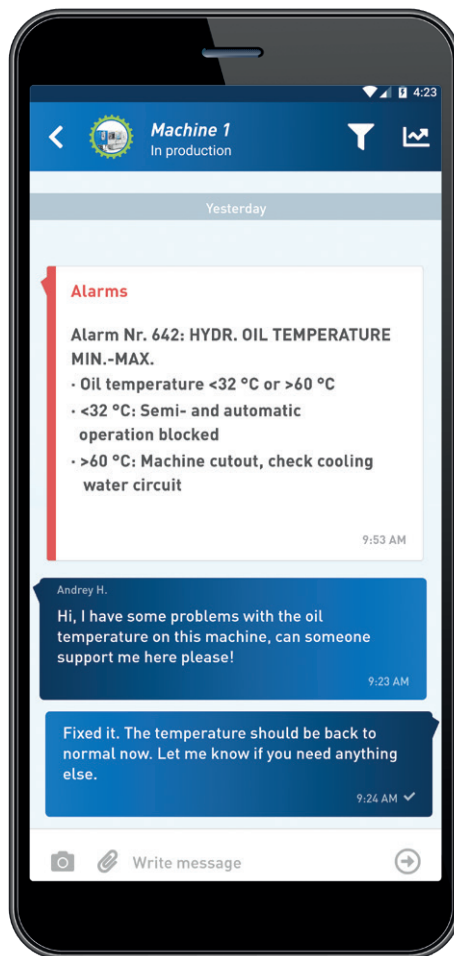 4:23
Machine 1
In production
Yesterday
Alarms
Alarm Nr. 642: HYDR. OIL TEMPERATURE
MIN.-MAX.
· Oil temperature <32 °C or >60 °C
· <32 °C: Semi- and automatic
operation blocked
· >60 °C: Machine cutout, check cooling
water circuit
9:53 AM
Andrey H.
Hi, I have some problems with the oil
temperature on this machine, can someone
support me here please!
9:23 AM
Fixed it. The temperature should be back to
normal now. Let me know if you need anything
else.
9:24 AM
Write message